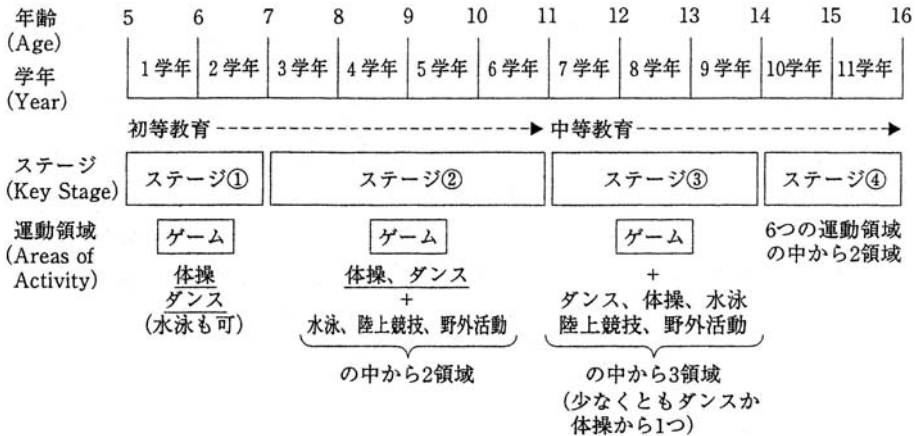 年齢 5 6 7 8 9 10 11 12 13 14 15 16
(Age)
学年 1学年 2学年 3学年 4学年 5学年 6学年 7学年 8学年 9学年 10学年 11学年
(Year)
初等教育 中等教育
ステージ ステージ① ステージ② ステージ③ ステージ④
(Key Stage)
運動領域 ゲーム ゲーム ゲーム 6つの運動領域
(Areas of の中から2領域
Activity)
体操 体操、ダンス +
ダンス + ダンス、体操、水泳
(水泳も可) 水泳、陸上競技、野外活動 陸上競技、野外活動
の中から2領域 の中から3領域
(少なくともダンスか
体操から1つ)